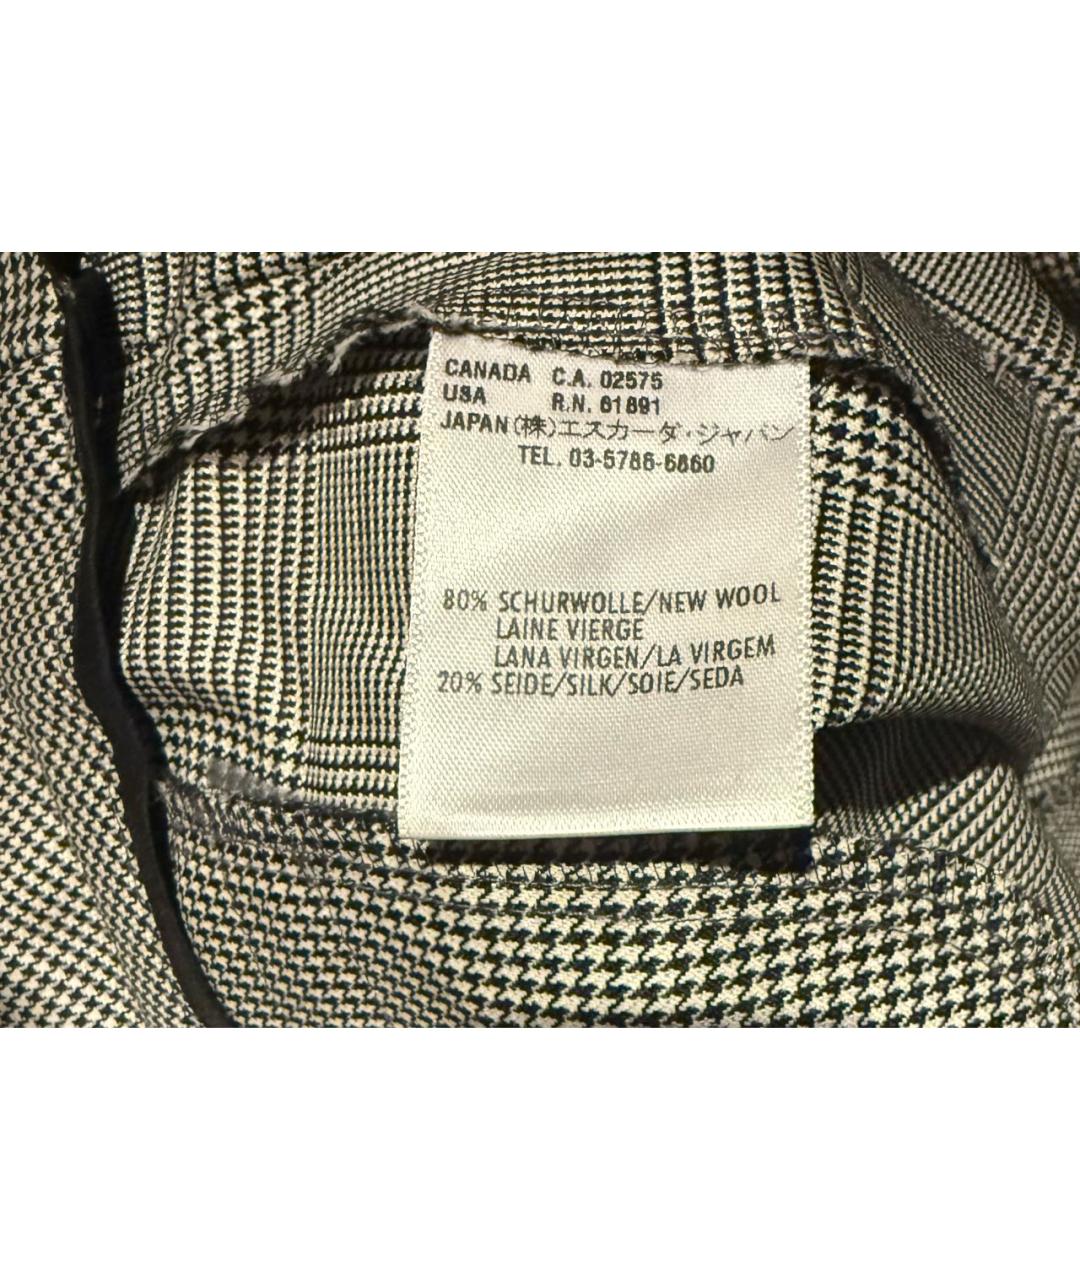 CANADA C.A. 02575
USA R.N. 61691
JAPAN (株)エスカーダ・ジャパン
TEL. 03-5786-6860
80% SCHURWOLLE/NEW WOOL
LAINE VIERGE
LANA VIRGEN/LA VIRGEM
20% SEIDE/SILK/SOIE/SEDA